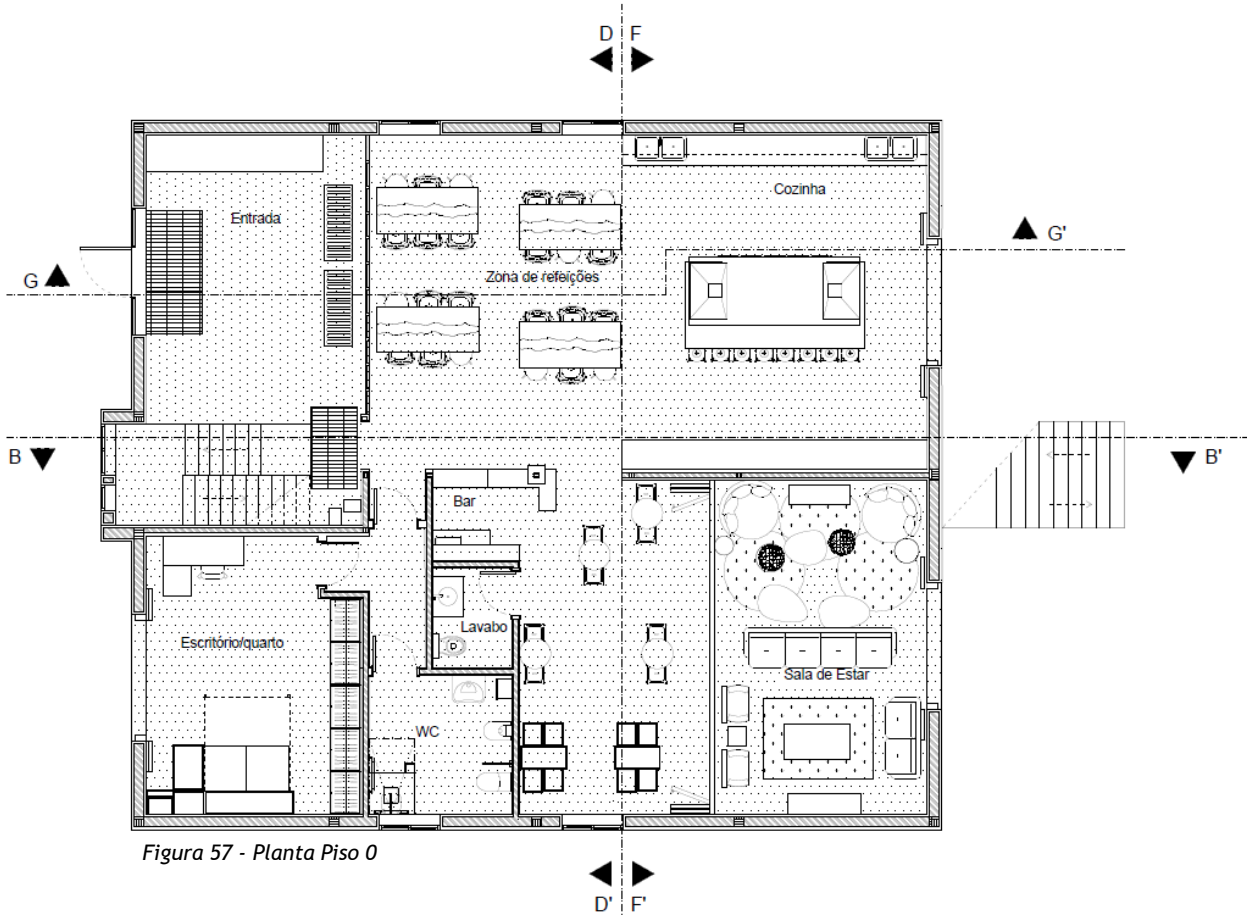 D F
Cozinha
Entrada
G'
G
Zona de refeições
B
B'
Bar
Lavabo
Escritório/quarto
Sala de Estar
WC
Figura 57 - Planta Piso 0
D' F'